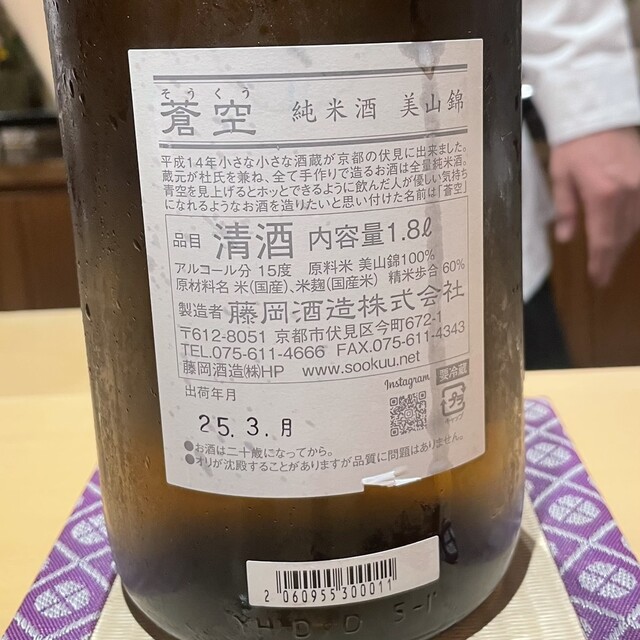 そうくう
蒼空 純米酒 美山錦
平成14年小さな小さな酒蔵が京都の伏見に出来ました。
蔵元が杜氏を兼ね、全て手作りで造るお酒は全量純米酒。
青空を見上げるとホッとできるように飲んだ人が優しい気持ち
になれるようなお酒を造りたいと思い付けた名前は「蒼空」
品目 清酒 内容量1.8ℓ
アルコール分 15度 原料米 美山錦100%
原材料名 米(国産)、米麹(国産米) 精米歩合 60%
製造者 藤岡酒造株式会社
〒612-8051 京都市伏見区今町672-1
TEL.075-611-4666 FAX.075-611-4343
藤岡酒造㈱HP www.sookuu.net
出荷年月
25.3.月
Instagram
要冷蔵
プラ
キャップ
●お酒は二十歳になってから。
●オリが沈殿することがありますが品質に問題はありません。
2 060955 300011